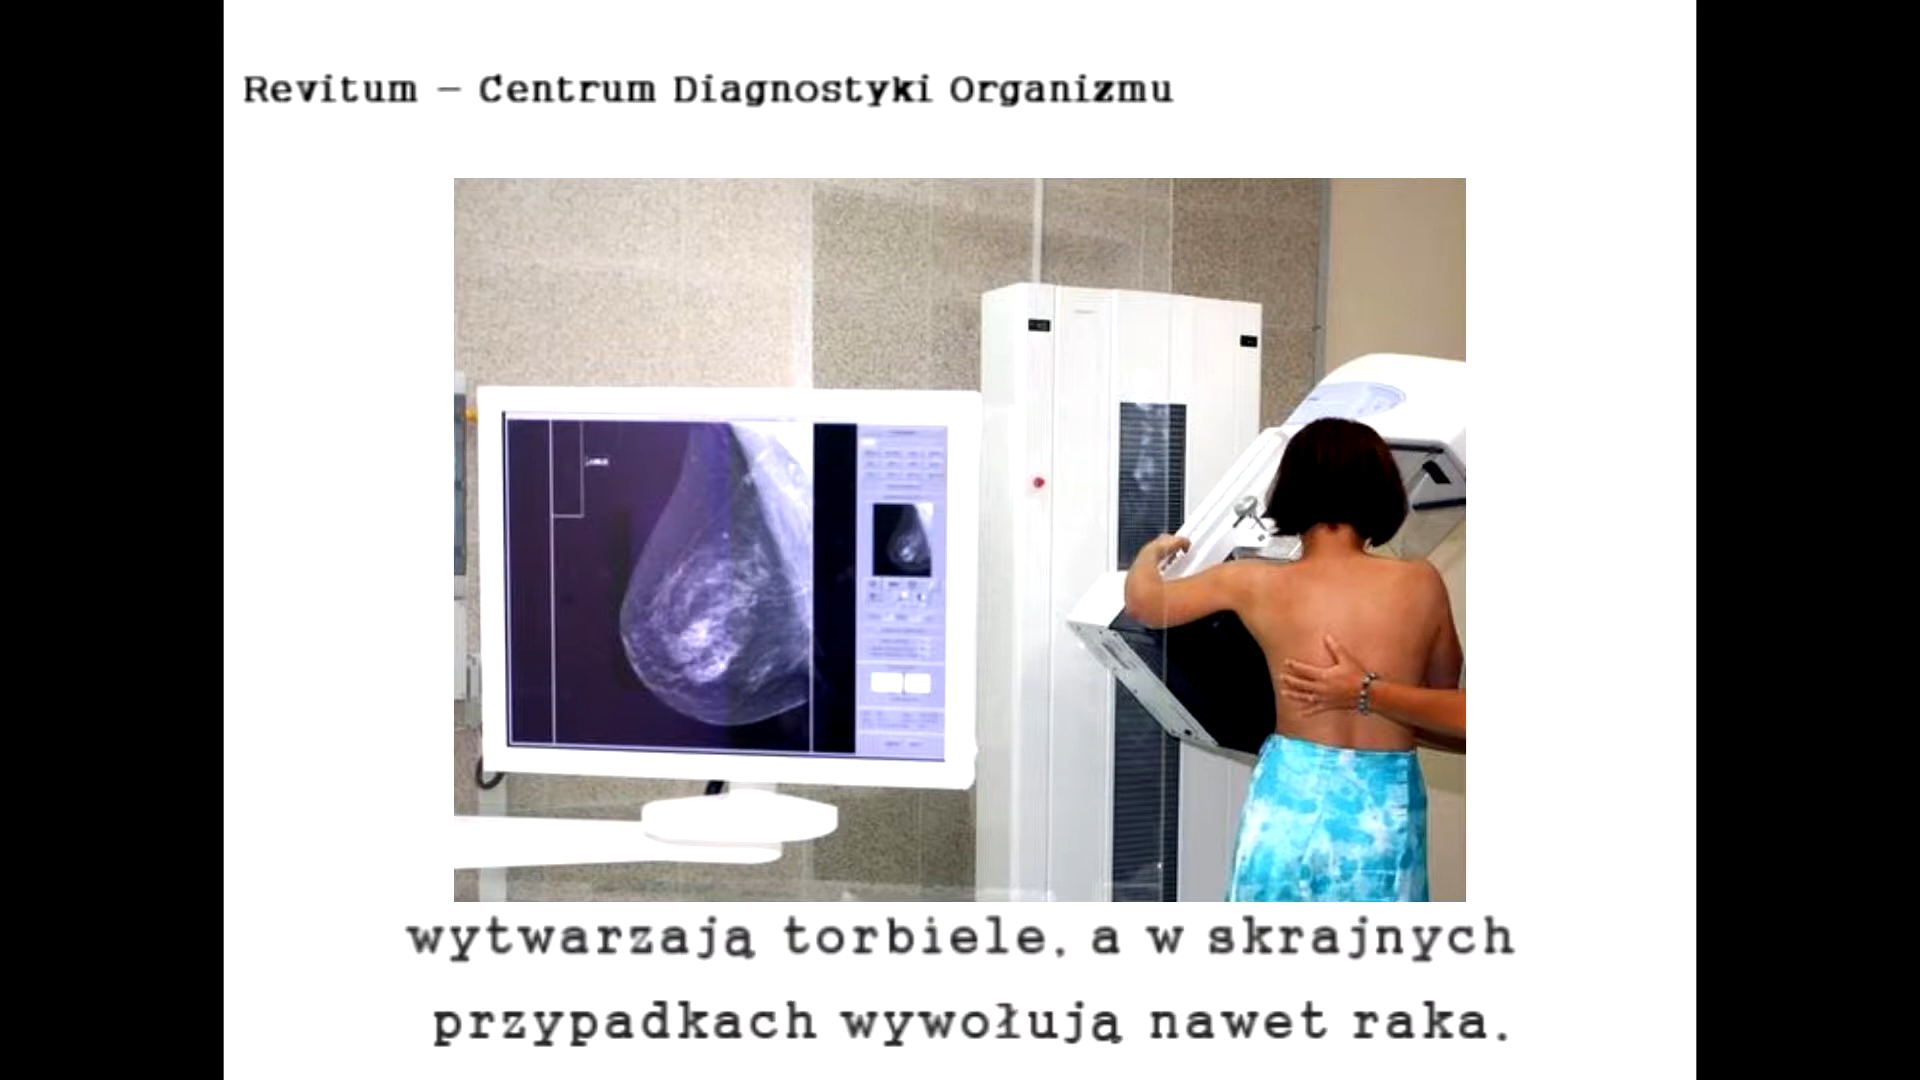 Revitum – Centrum Diagnostyki Organizmu
wytwarzają torbiele, a w skrajnych
przypadkach wywołują nawet raka.